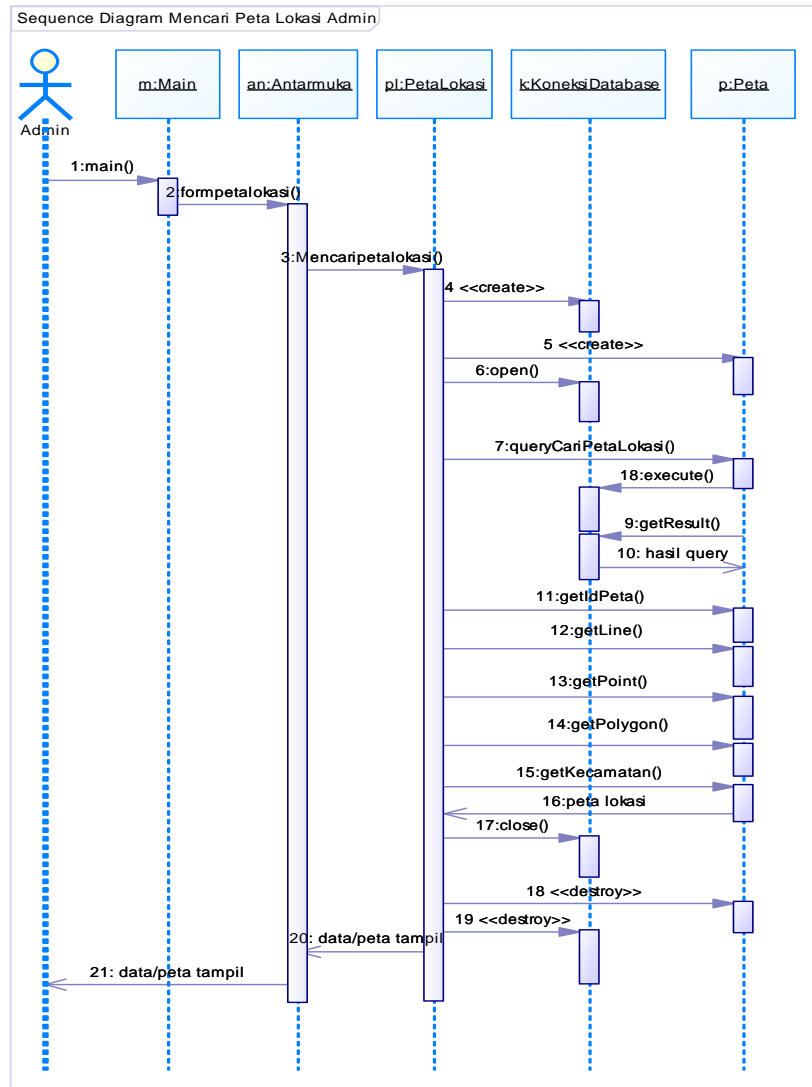 Sequence Diagram Mencari Peta Lokasi Admin
Admin
m:Main
an:Antarmuka
pl:PetaLokasi
k:KoneksiDatabase
p:Peta
1:main()
2:formpetalokasi()
3:Mencaripetalokasi()
4 <<create>>
5 <<create>>
6:open()
7:queryCariPetaLokasi()
18:execute()
9:getResult()
10: hasil query
11:getIdPeta()
12:getLine()
13:getPoint()
14:getPolygon()
15:getKecamatan()
16:peta lokasi
17:close()
18 <<destroy>>
19 <<destroy>>
20: data/peta tampil
21: data/peta tampil